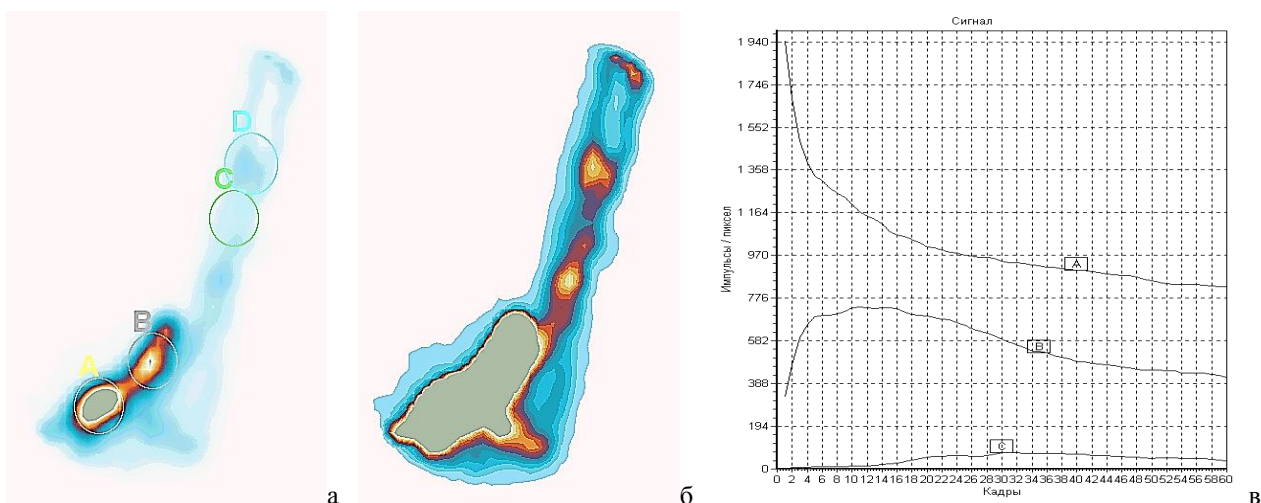 D
C
B
A
а
б
Сигнал
Импульсы / пиксел
1 940
1 746
1 552
1 358
1 164
970
776
582
388
194
0
A
B
C
0 2 4 6 8 10 12 14 16 18 20 22 24 26 28 30 32 34 36 38 40 42 44 46 48 50 52 54 56 58 60
Кадры
в